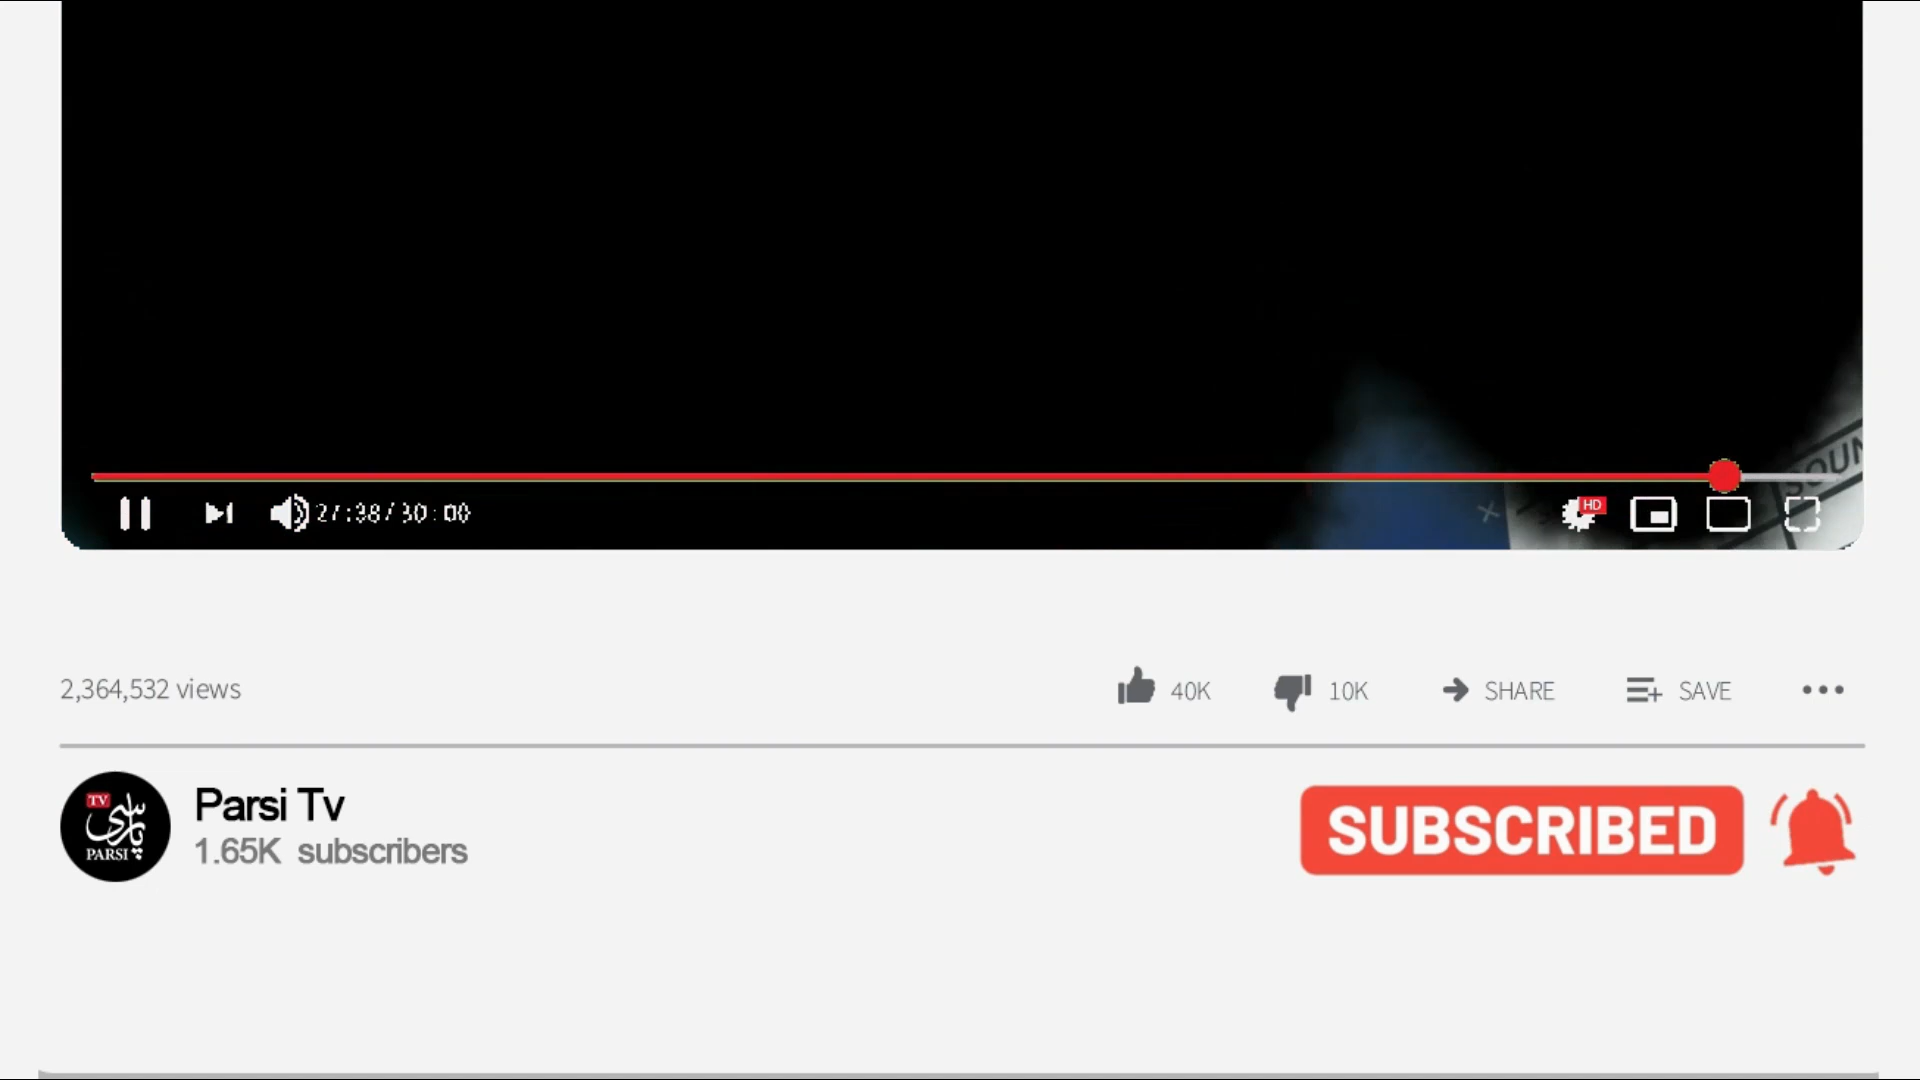 SOUN
27:38/30:00
HD
2,364,532 views
40K
10K
SHARE
SAVE
TV
پارسی
PARSI
Parsi Tv
1.65K subscribers
SUBSCRIBED